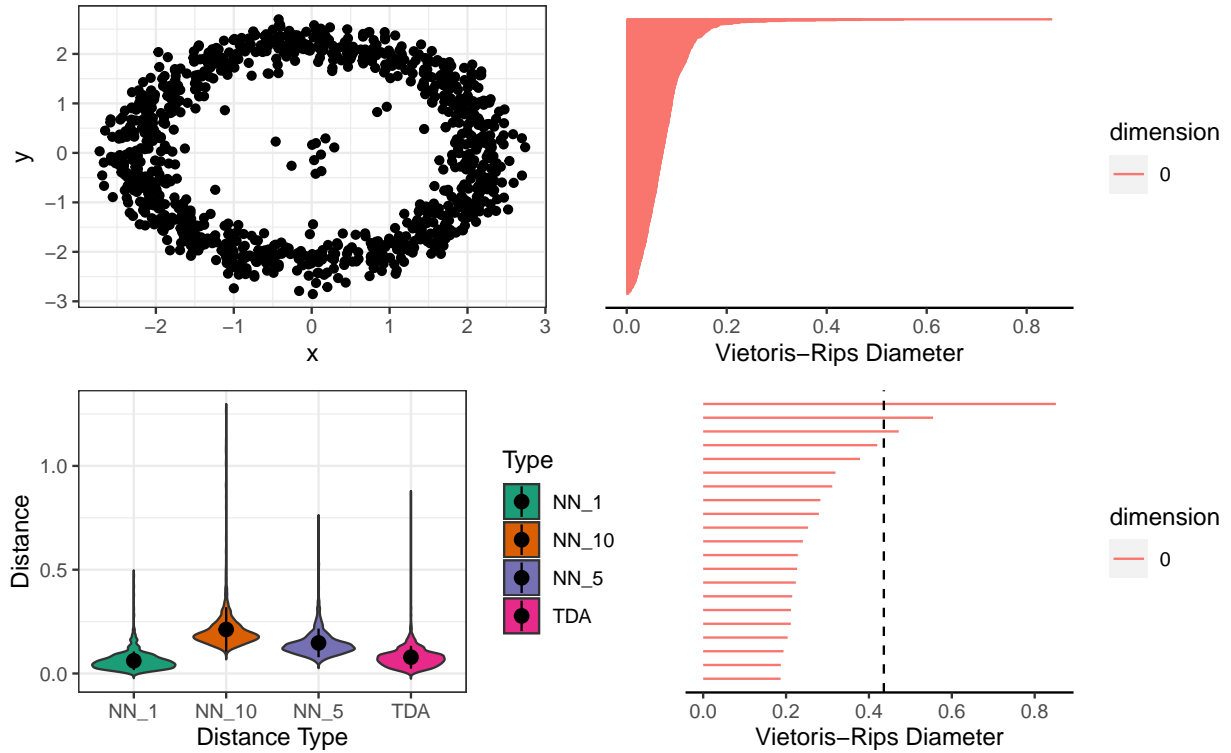 2
1
0
−1
−2
−3
y
−2
−1
0
1
2
3
x
0.0
0.2
0.4
0.6
0.8
Vietoris−Rips Diameter
dimension
0
1.0
0.5
0.0
Distance
NN_1
NN_10
NN_5
TDA
Distance Type
Type
NN_1
NN_10
NN_5
TDA
0.0
0.2
0.4
0.6
0.8
Vietoris−Rips Diameter
dimension
0